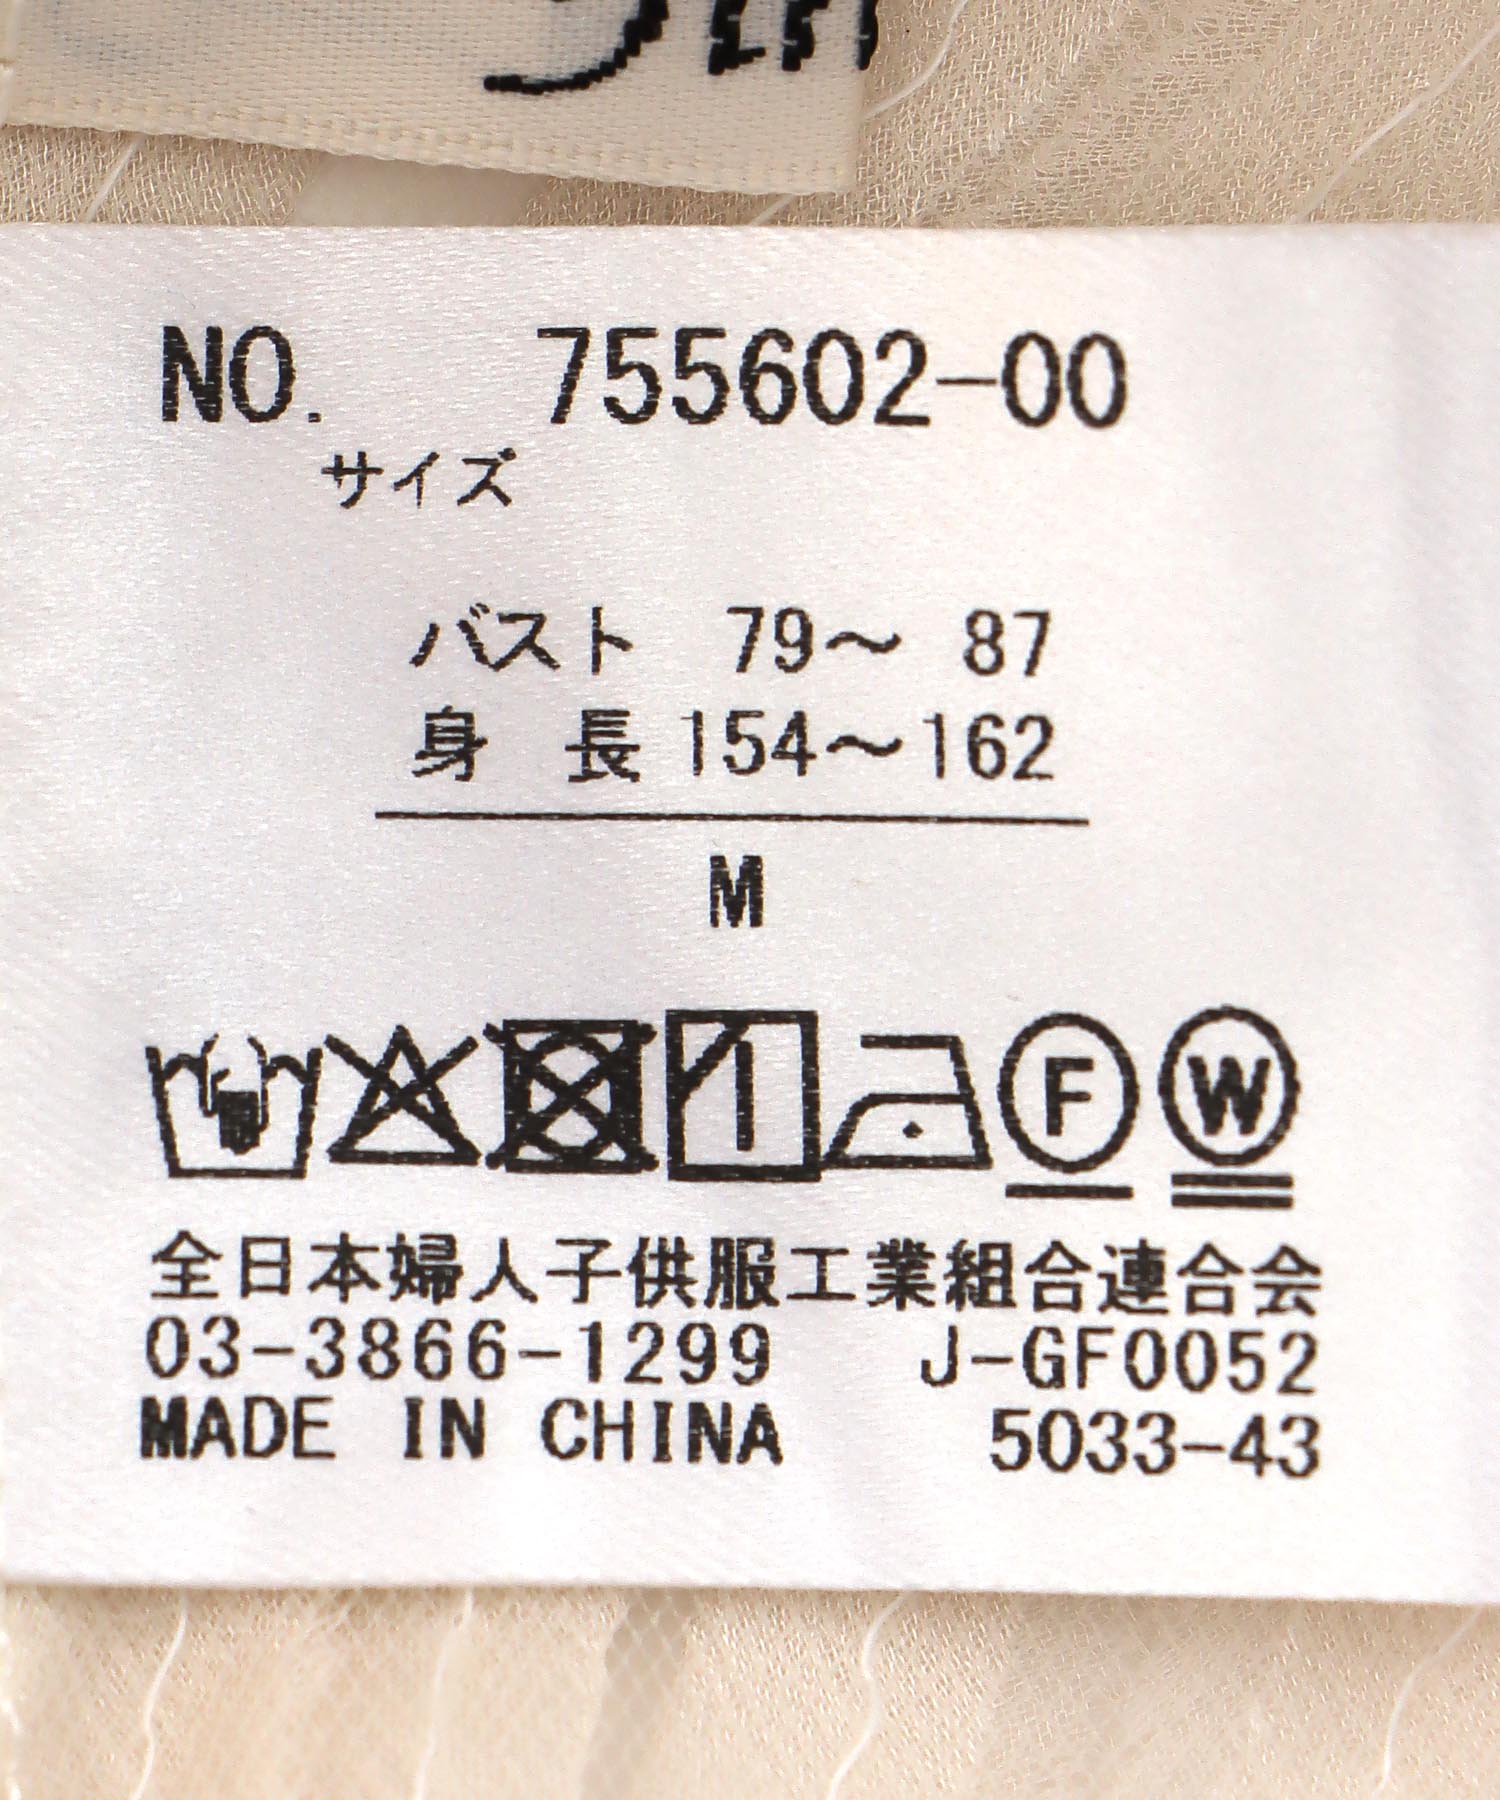 NO. 755602-00
サイズ
バスト 79〜 87
身 長 154〜162
M
F W
全日本婦人子供服工業組合連合会
03-3866-1299 J-GF0052
MADE IN CHINA 5033-43